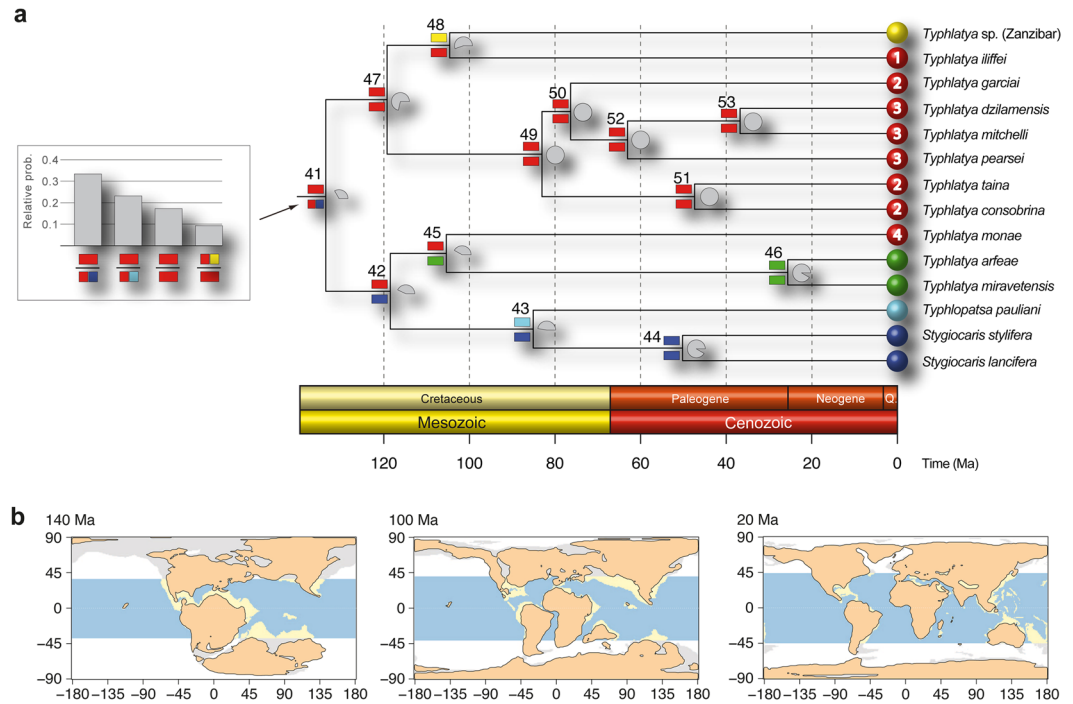 a
48
Typhlatya sp. (Zanzibar)
1
Typhlatya iliffei
47
50
2
Typhlatya garciai
53
3
Typhlatya dzilamensis
52
3
Typhlatya mitchelli
49
3
Typhlatya pearsei
Relative prob.
0.4
0.3
0.2
0.1
41
51
2
Typhlatya taina
2
Typhlatya consobrina
45
4
Typhlatya monae
46
Typhlatya arfeae
42
Typhlatya miravetensis
43
Typhlopatsa pauliani
44
Stygiocaris stylifera
Stygiocaris lancifera
Cretaceous
Paleogene
Neogene
Q.
Mesozoic
Cenozoic
120
100
80
60
40
20
0
Time (Ma)
b
140 Ma
90
45
0
−45
−90
−180 −135 −90 −45 0 45 90 135 180
100 Ma
90
45
0
−45
−90
−180 −135 −90 −45 0 45 90 135 180
20 Ma
90
45
0
−45
−90
−180 −135 −90 −45 0 45 90 135 180